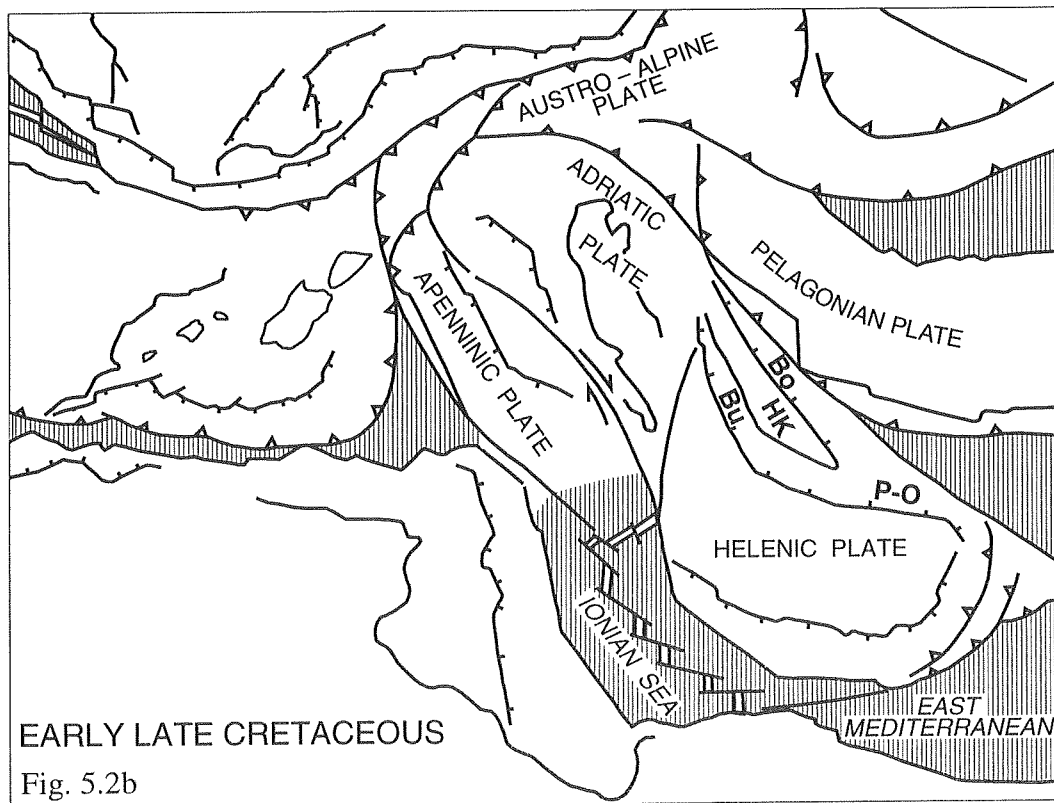 AUSTRO – ALPINE
PLATE
ADRIATIC
PLATE
PELAGONIAN PLATE
APENNINIC PLATE
Bo.
HK
Bu.
P-O
HELENIC PLATE
IONIAN SEA
EAST
MEDITERRANEAN
EARLY LATE CRETACEOUS
Fig. 5.2b